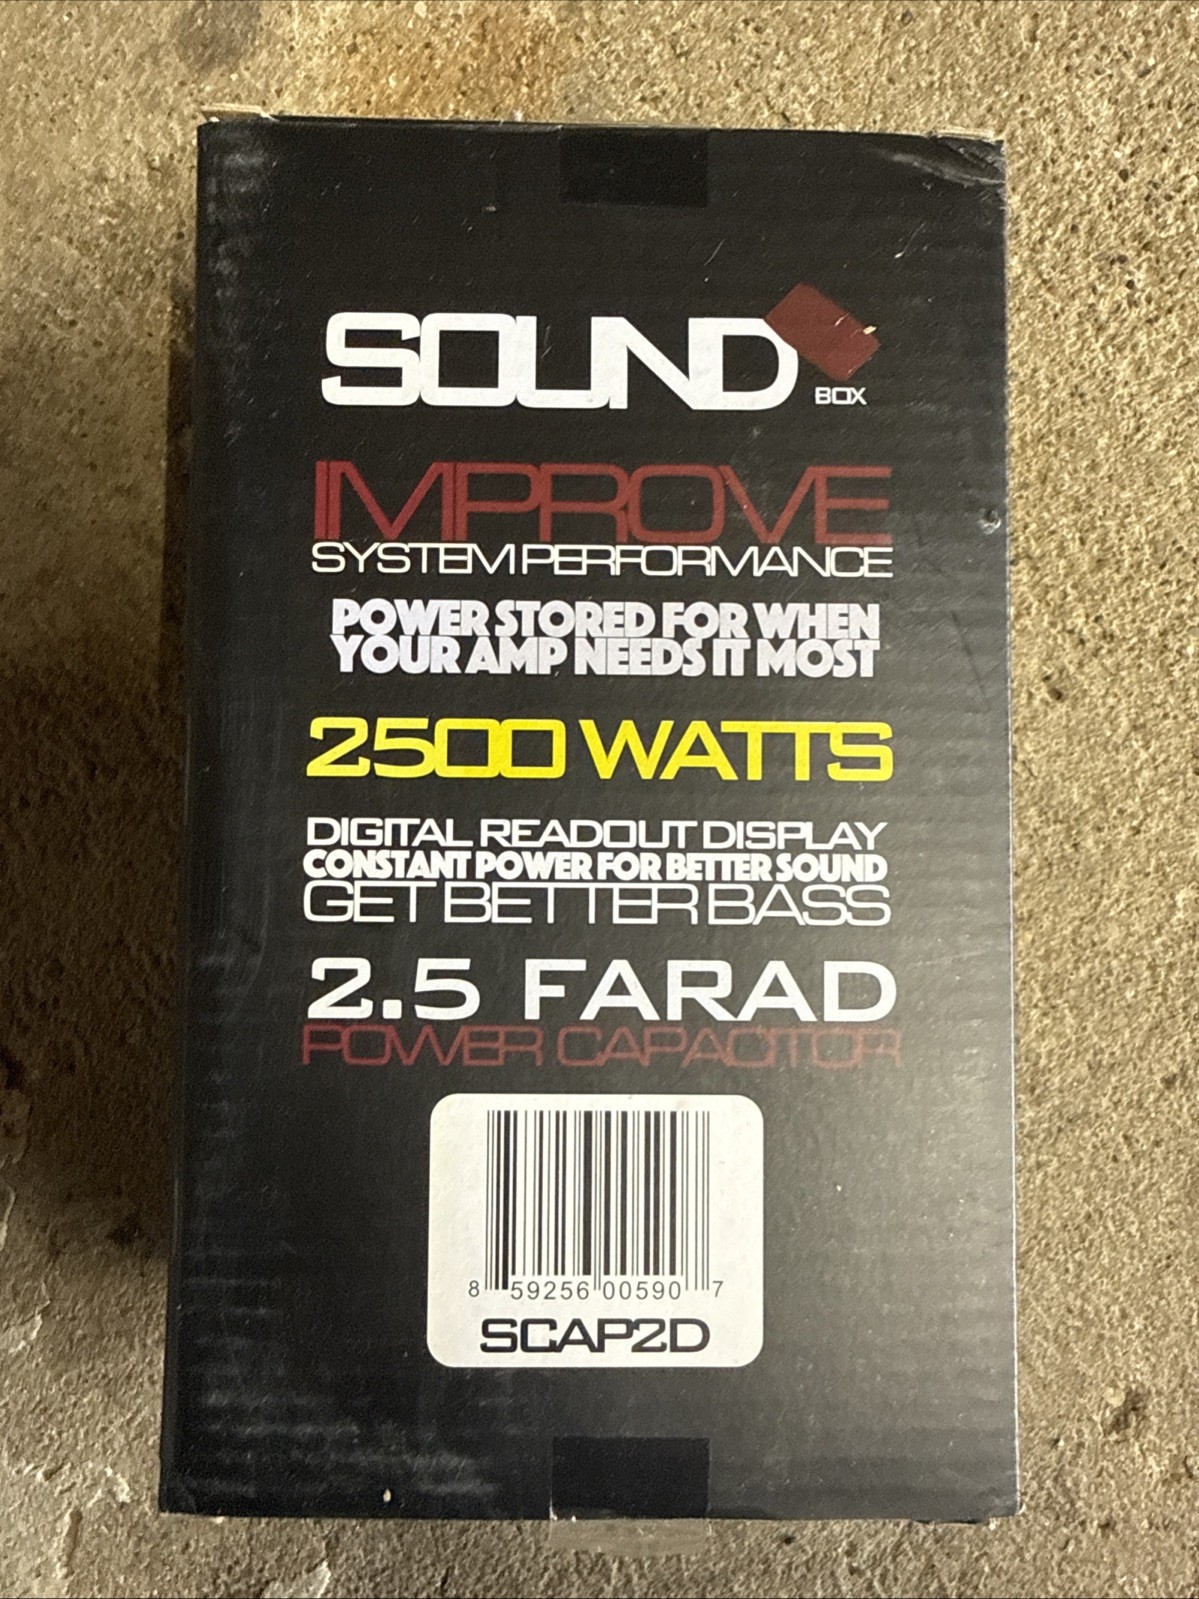 SOUND
BOX
IMPROVE
SYSTEM PERFORMANCE
POWER STORED FOR WHEN
YOUR AMP NEEDS IT MOST
2500 WATTS
DIGITAL READOUT DISPLAY
CONSTANT POWER FOR BETTER SOUND
GET BETTER BASS
2.5 FARAD
POWER CAPACITOR
8 59256 00590 7
SCAP2D